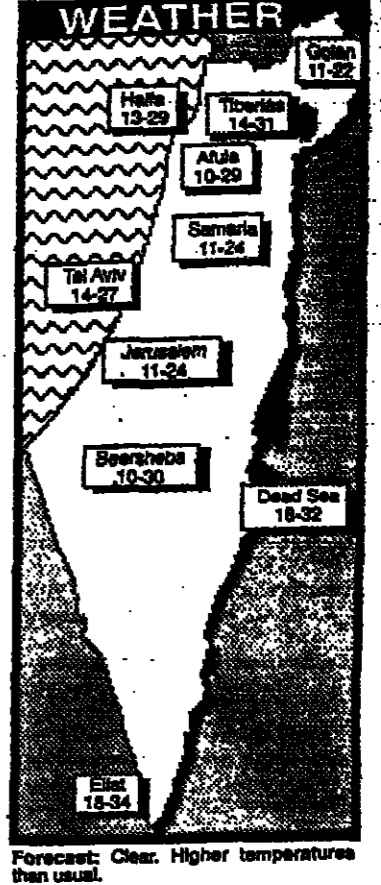 WEATHER
Golan
11-22
Haifa
13-29
Tiberias
14-31
Afula
10-29
Samaria
11-24
Tel Aviv
14-27
Jerusalem
11-24
Beersheba
10-30
Dead Sea
18-32
Eilat
18-34
Forecast: Clear. Higher temperatures
than usual.